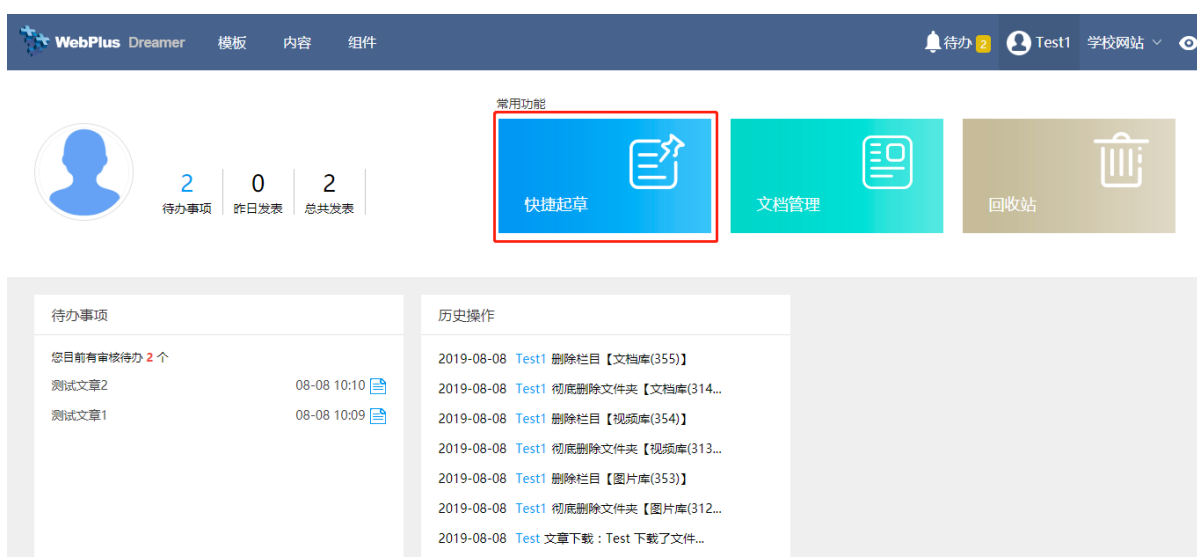 WebPlus Dreamer 模板 内容 组件 待办 2 Test1 学校网站
常用功能
2 0 2
待办事项 昨日发表 总共发表
快捷起草 文档管理 回收站
待办事项
您目前有审核待办 2 个
测试文章2 08-08 10:10
测试文章1 08-08 10:09
历史操作
2019-08-08 Test1 删除栏目【文档库(355)】
2019-08-08 Test1 彻底删除文件夹【文档库(314...
2019-08-08 Test1 删除栏目【视频库(354)】
2019-08-08 Test1 彻底删除文件夹【视频库(313...
2019-08-08 Test1 删除栏目【图片库(353)】
2019-08-08 Test1 彻底删除文件夹【图片库(312...
2019-08-08 Test 文章下载：Test 下载了文件...